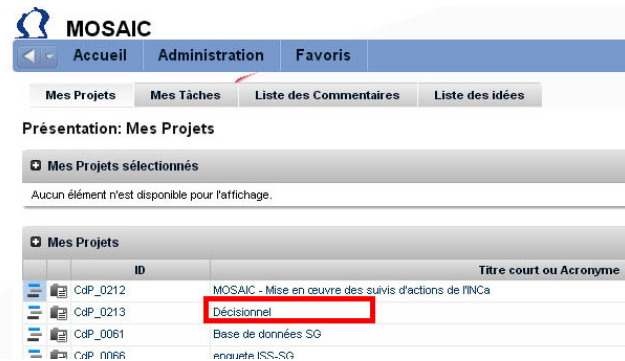 MOSAIC
Accueil Administration Favoris
Mes Projets Mes Tâches Liste des Commentaires Liste des idées
Présentation: Mes Projets
Mes Projets sélectionnés
Aucun élément n'est disponible pour l'affichage.
Mes Projets
ID Titre court ou Acronyme
CdP_0212 MOSAIC - Mise en œuvre des suivis d'actions de l'INCa
CdP_0213 Décisionnel
CdP_0061 Base de données SG
CdP_0066 enquete ISS-SG